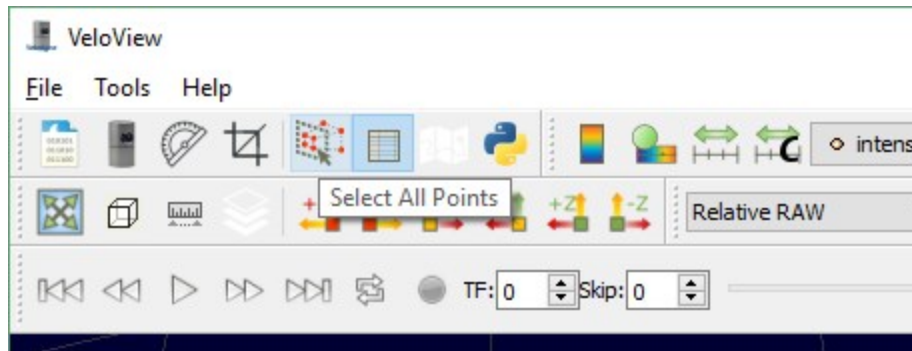 VeloView
File Tools Help
intens
Select All Points
+Z -Z
Relative RAW
TF: 0 Skip: 0